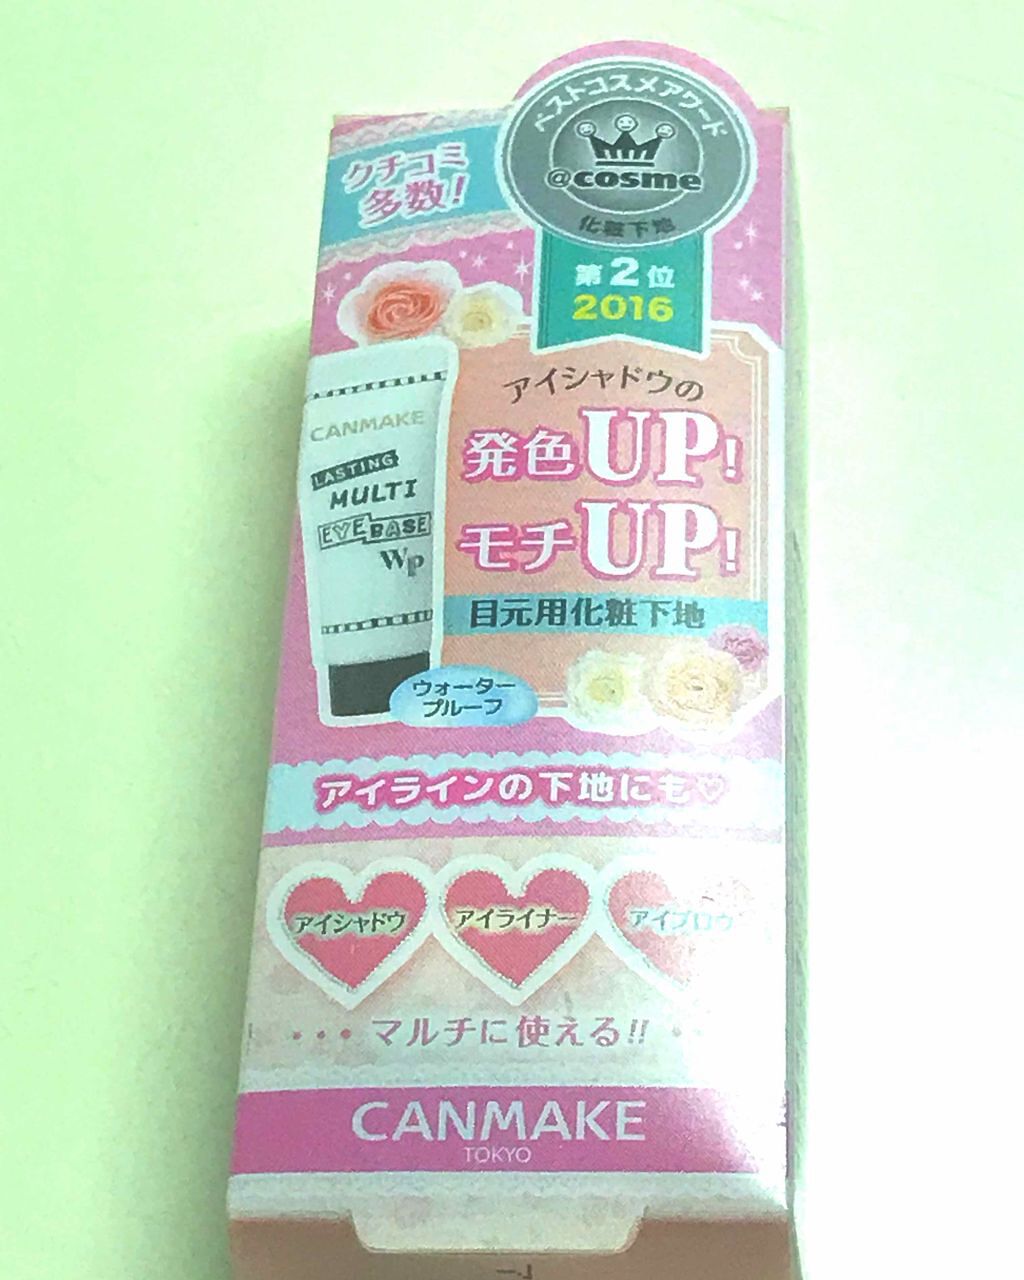 ベストコスメアワード
@cosme
化粧下地
第2位
2016
クチコミ
多数!
アイシャドウの
発色UP!
モチUP!
目元用化粧下地
CANMAKE
LASTING
MULTI
EYEBASE
WP
ウォーター
プルーフ
アイラインの下地にも♡
アイシャドウ
アイライナー
アイブロウ
・・・マルチに使える!!
CANMAKE
TOKYO